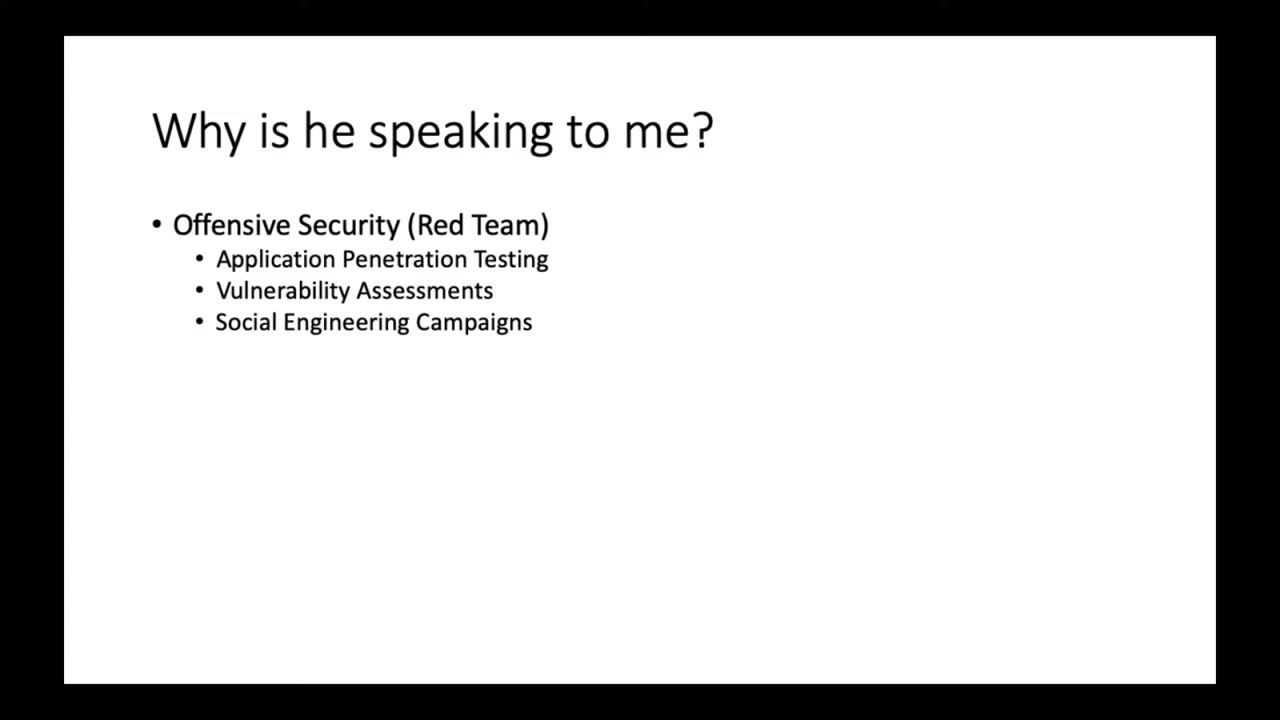 Why is he speaking to me?
• Offensive Security (Red Team)
• Application Penetration Testing
• Vulnerability Assessments
• Social Engineering Campaigns